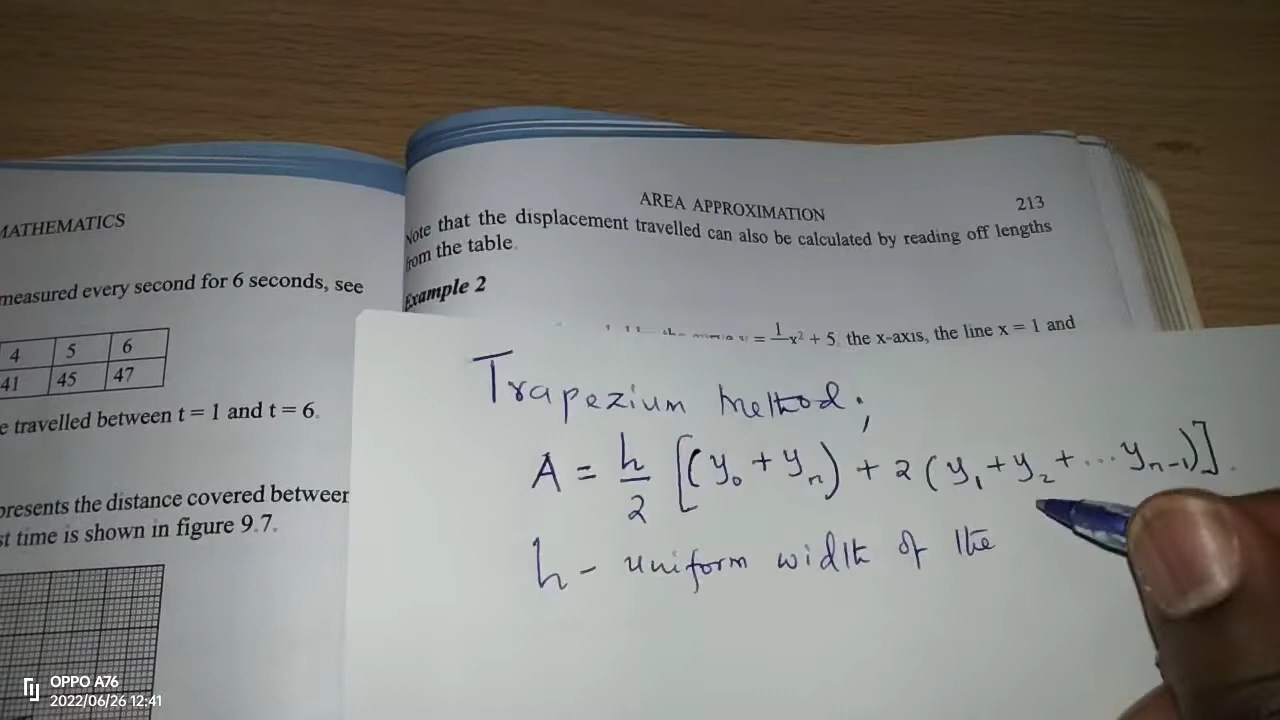 MATHEMATICS
measured every second for 6 seconds, see
4 5 6
41 45 47
travelled between t = 1 and t = 6.
presents the distance covered between
time is shown in figure 9.7.
AREA APPROXIMATION 213
Note that the displacement travelled can also be calculated by reading off lengths
from the table.
Example 2
x² + 5, the x-axis, the line x = 1 and
Trapezium method;
A = h/2 [(y₀ + yₙ) + 2(y₁ + y₂ + ... yₙ₋₁)].
h - uniform width of the
OPPO A76
2022/06/26 12:41